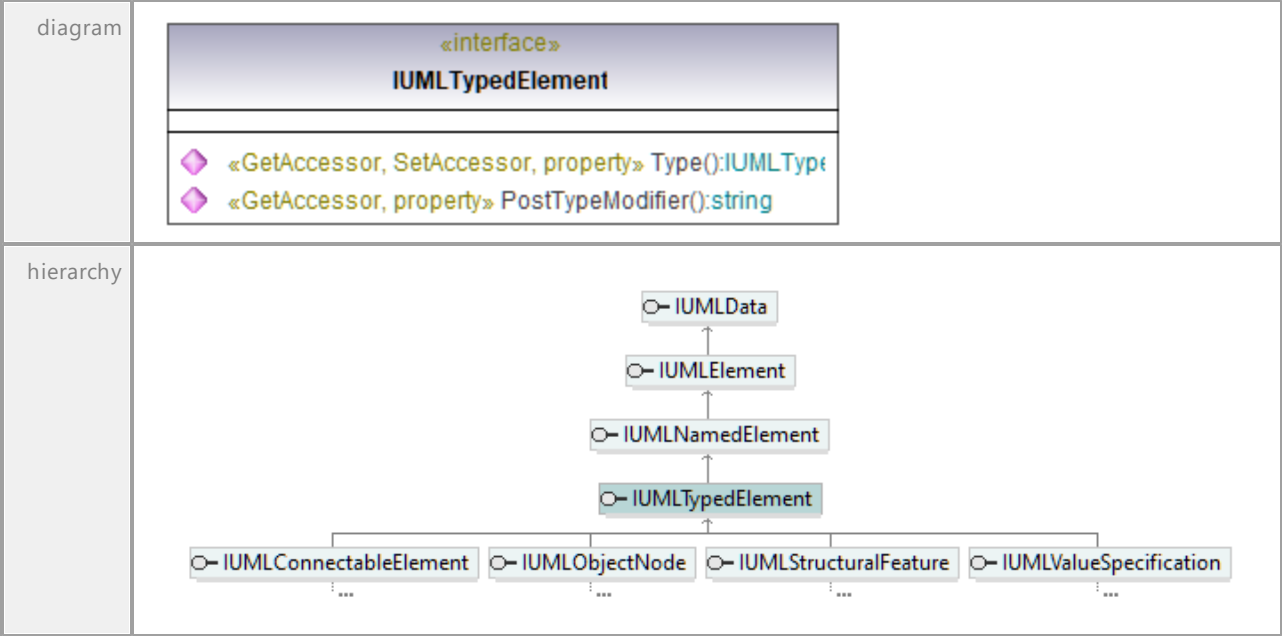 diagram
«interface»
IUMLTypedElement
«GetAccessor, SetAccessor, property» Type():IUMLType
«GetAccessor, property» PostTypeModifier():string
hierarchy
IUMLData
IUMLElement
IUMLNamedElement
IUMLTypedElement
IUMLConnectableElement IUMLObjectNode IUMLStructuralFeature IUMLValueSpecification
... ... ... ...